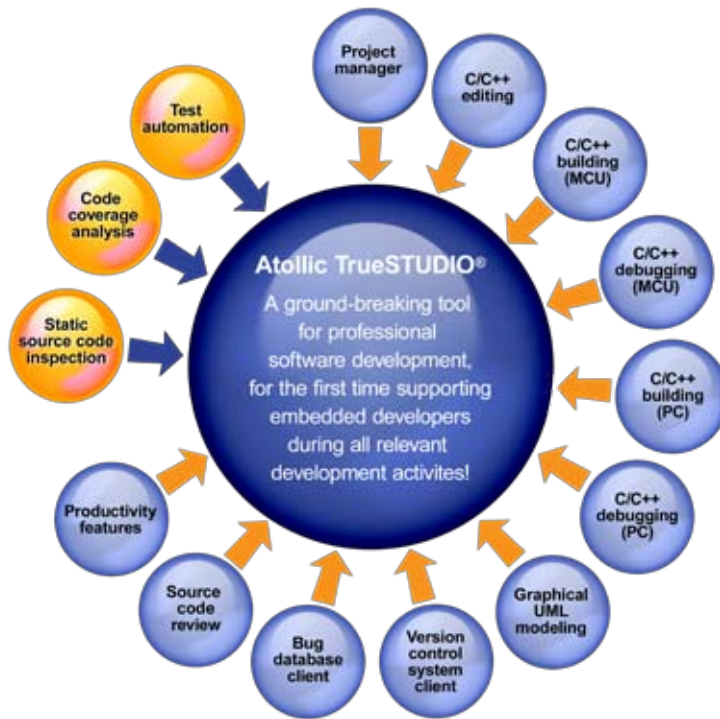 Project
manager
C/C++
editing
C/C++
building
(MCU)
C/C++
debugging
(MCU)
C/C++
building
(PC)
C/C++
debugging
(PC)
Graphical
UML
modeling
Version
control
system
client
Bug
database
client
Source
code
review
Productivity
features
Static
source code
inspection
Code
coverage
analysis
Test
automation
Atollic TrueSTUDIO®
A ground-breaking tool
for professional
software development,
for the first time supporting
embedded developers
during all relevant
development activites!